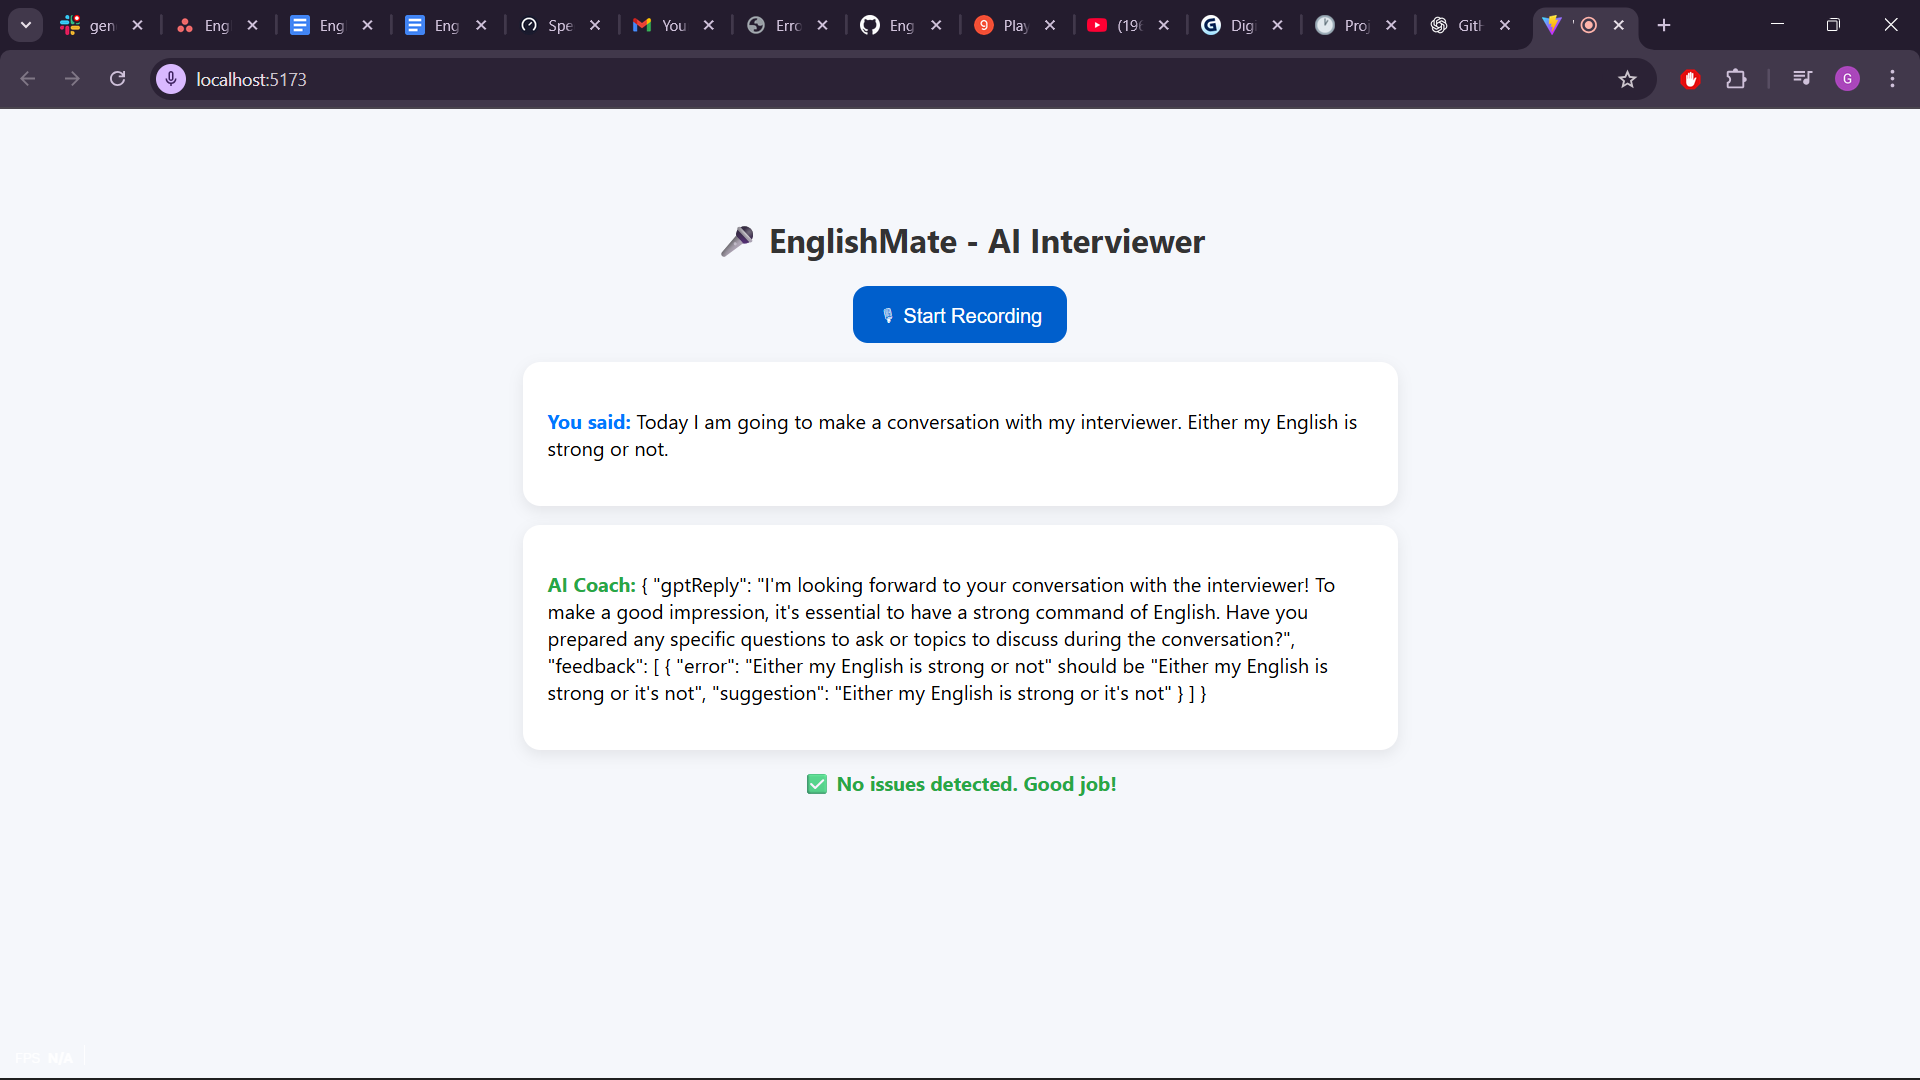 gen
Engl
Eng
Eng
Spe
You
Erro
Eng
9
Play
(196
Digi
Proj
GitH
localhost:5173
G
🎤 EnglishMate - AI Interviewer
🎙 Start Recording
You said: Today I am going to make a conversation with my interviewer. Either my English is
strong or not.
AI Coach: { "gptReply": "I'm looking forward to your conversation with the interviewer! To
make a good impression, it's essential to have a strong command of English. Have you
prepared any specific questions to ask or topics to discuss during the conversation?",
"feedback": [ { "error": "Either my English is strong or not" should be "Either my English is
strong or it's not", "suggestion": "Either my English is strong or it's not" } ] }
✅ No issues detected. Good job!
FPS N/A